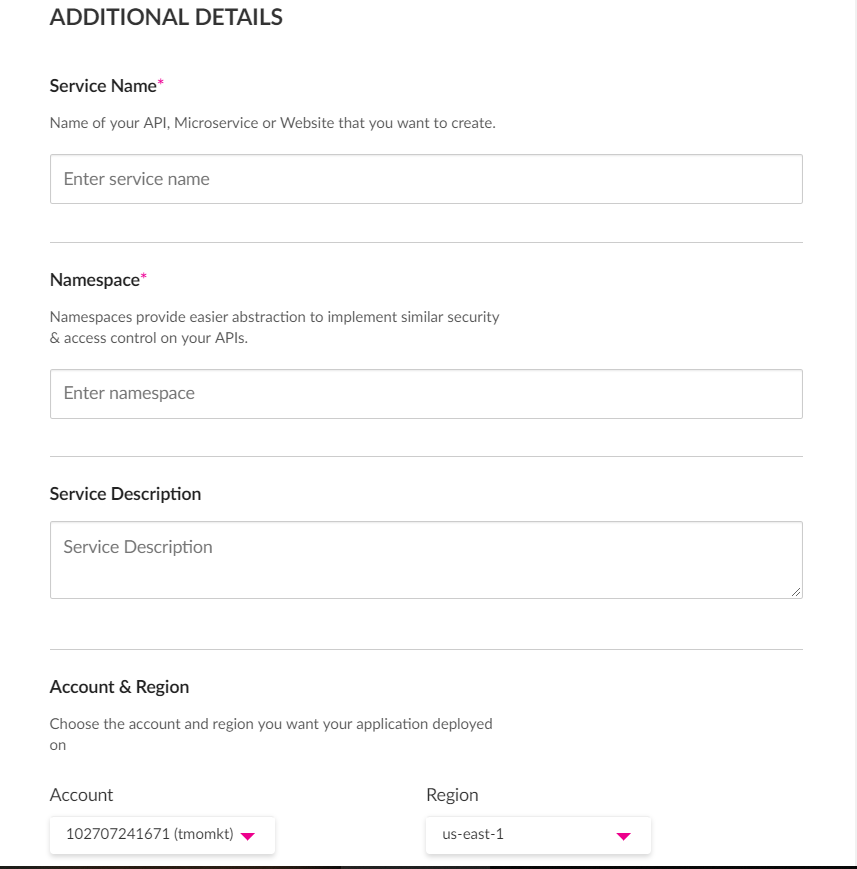 ADDITIONAL DETAILS
Service Name*
Name of your API, Microservice or Website that you want to create.
Enter service name
Namespace*
Namespaces provide easier abstraction to implement similar security
& access control on your APIs.
Enter namespace
Service Description
Service Description
Account & Region
Choose the account and region you want your application deployed
on
Account
Region
102707241671 (tmomkt)
us-east-1